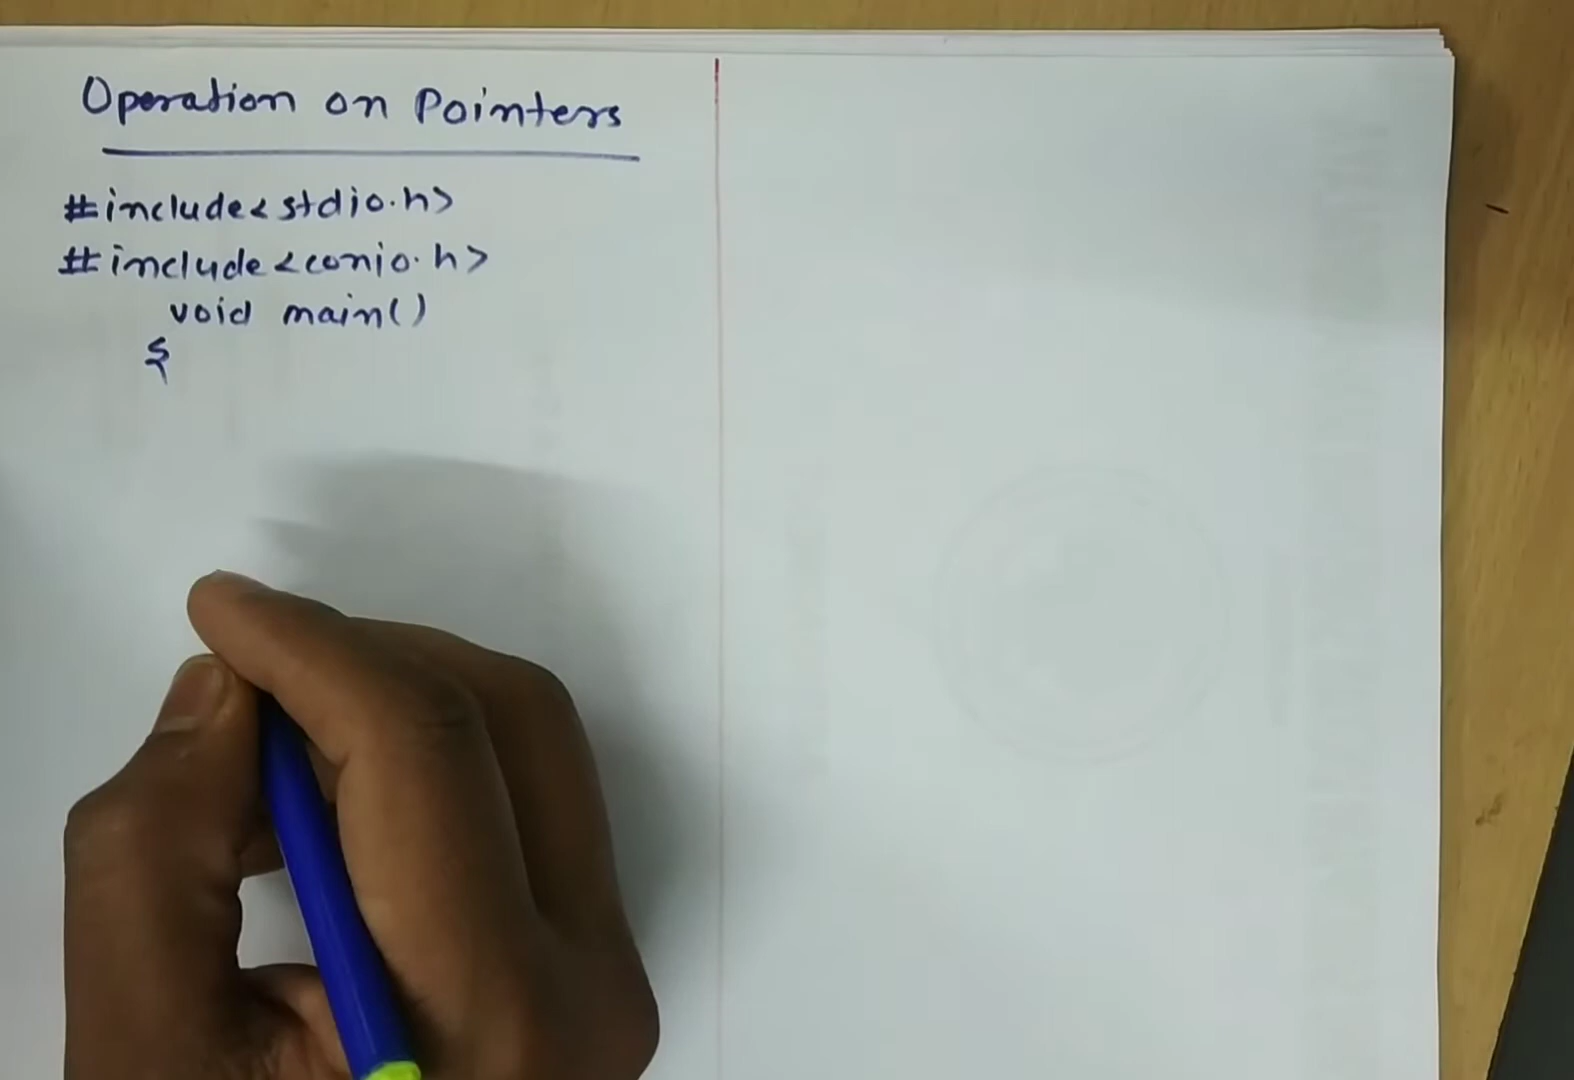 Operation on Pointers
#include<stdio.h>
#include<conio.h>
void main()
{